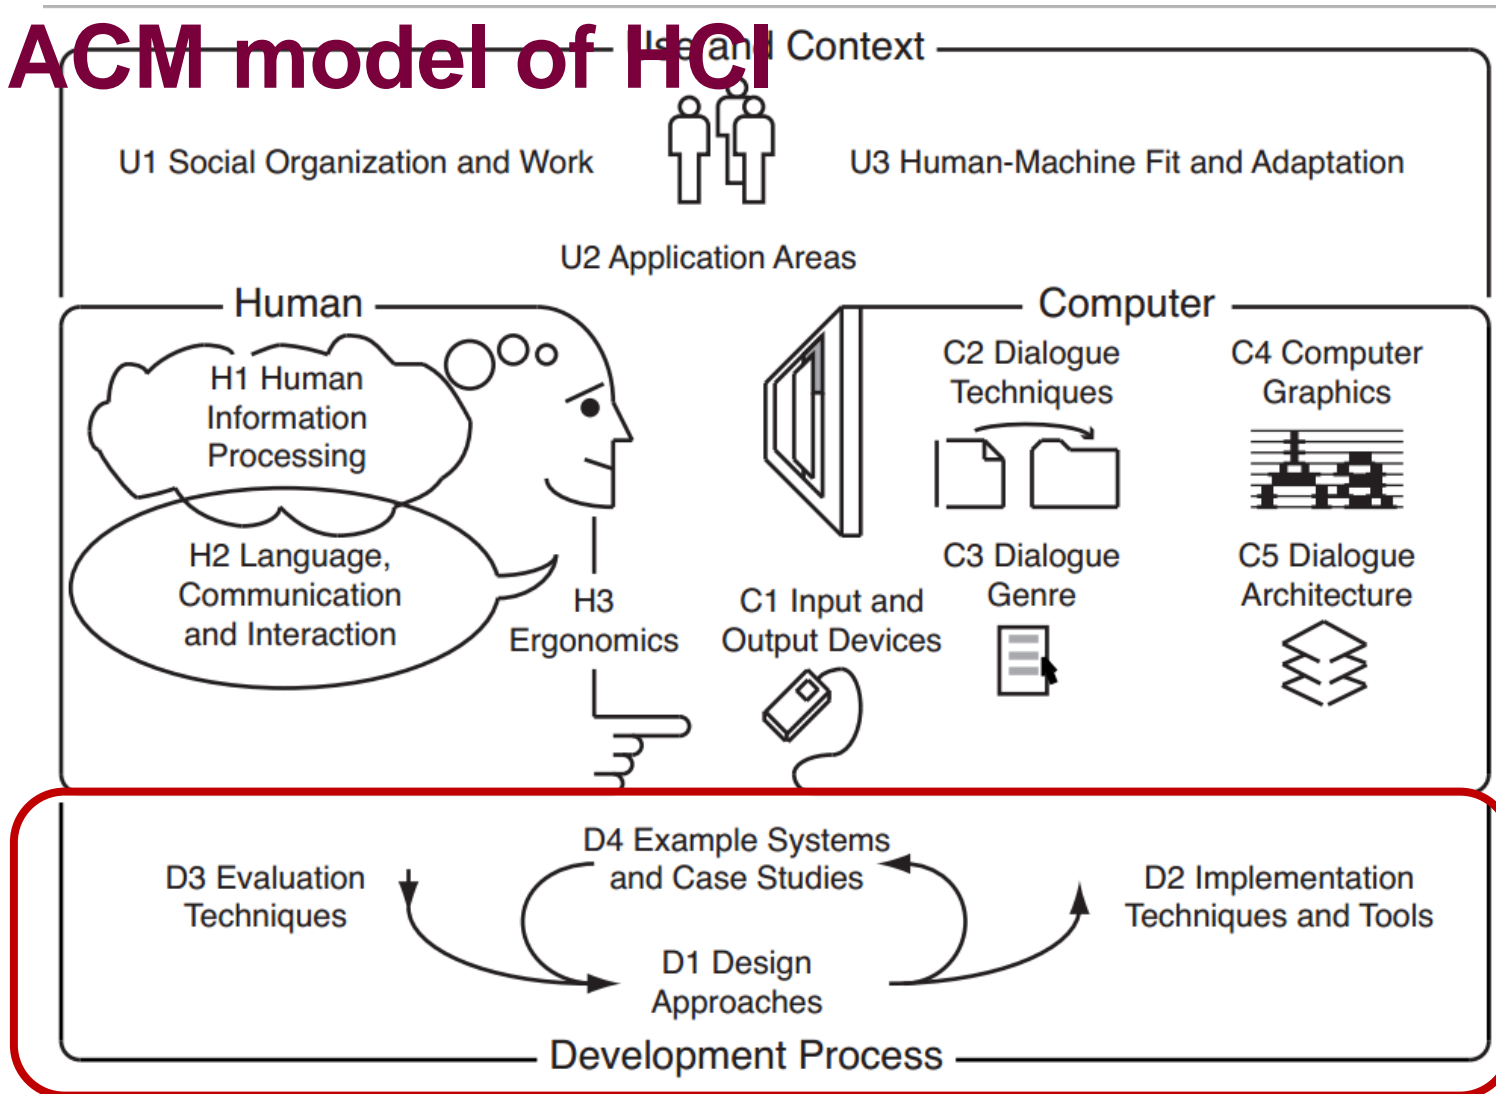 ACM model of HCI
Use and Context
U1 Social Organization and Work
U3 Human-Machine Fit and Adaptation
U2 Application Areas
Human
H1 Human
Information
Processing
H2 Language,
Communication
and Interaction
H3
Ergonomics
Computer
C2 Dialogue
Techniques
C4 Computer
Graphics
C3 Dialogue
Genre
C5 Dialogue
Architecture
C1 Input and
Output Devices
D3 Evaluation
Techniques
D4 Example Systems
and Case Studies
D2 Implementation
Techniques and Tools
D1 Design
Approaches
Development Process